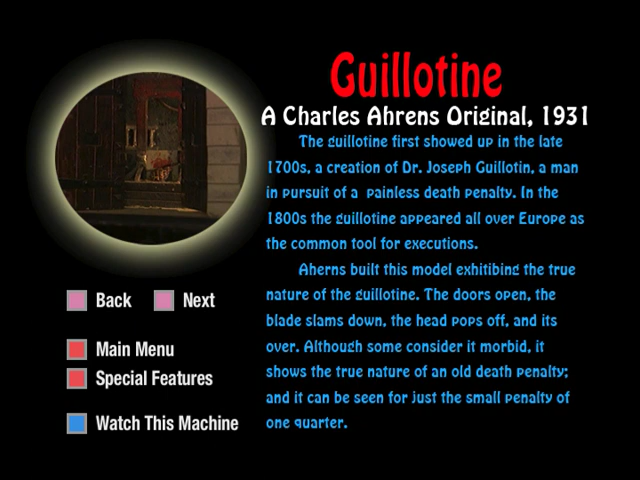 Guillotine
A Charles Ahrens Original, 1931
The guillotine first showed up in the late
1700s, a creation of Dr. Joseph Guillotin, a man
in pursuit of a painless death penalty. In the
1800s the guillotine appeared all over Europe as
the common tool for executions.
Aherns built this model exhitibing the true
nature of the guillotine. The doors open, the
blade slams down, the head pops off, and its
over. Although some consider it morbid, it
shows the true nature of an old death penalty;
and it can be seen for just the small penalty of
one quarter.
Back Next
Main Menu
Special Features
Watch This Machine